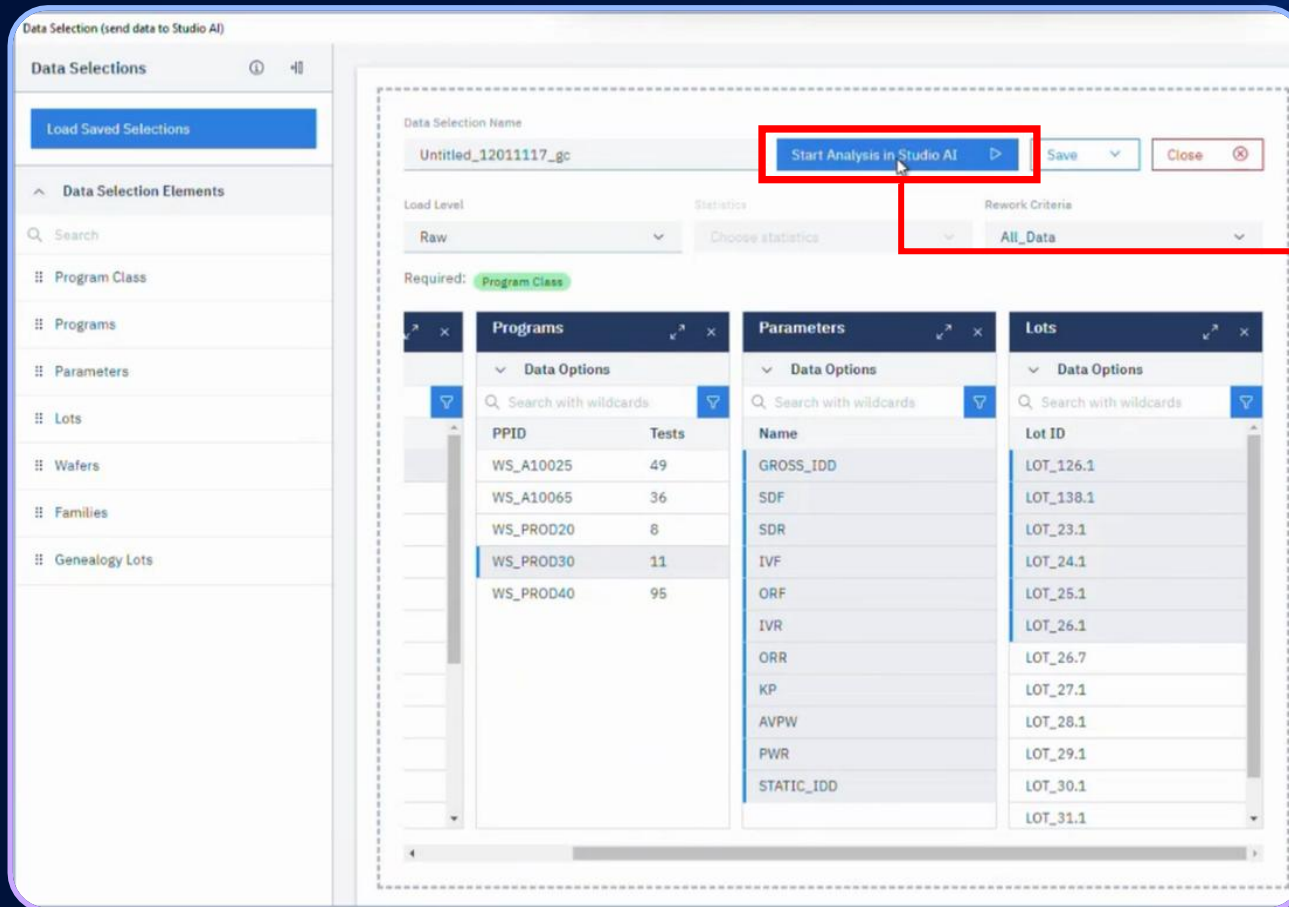 Data Selection (send data to Studio AI)
Data Selections
Load Saved Selections
Data Selection Elements
Search
Program Class
Programs
Parameters
Lots
Wafers
Families
Genealogy Lots
Data Selection Name
Untitled_12011117_gc
Start Analysis in Studio AI
Save
Close
Load Level
Statistics
Rework Criteria
Raw
Choose statistics
All_Data
Required: Program Class
Programs
Data Options
Search with wildcards
PPID Tests
WS_A10025 49
WS_A10065 36
WS_PROD20 8
WS_PROD30 11
WS_PROD40 95
Parameters
Data Options
Search with wildcards
Name
GROSS_IDD
SDF
SDR
IVF
ORF
IVR
ORR
KP
AVPW
PWR
STATIC_IDD
Lots
Data Options
Search with wildcards
Lot ID
LOT_126.1
LOT_138.1
LOT_23.1
LOT_24.1
LOT_25.1
LOT_26.1
LOT_26.7
LOT_27.1
LOT_28.1
LOT_29.1
LOT_30.1
LOT_31.1